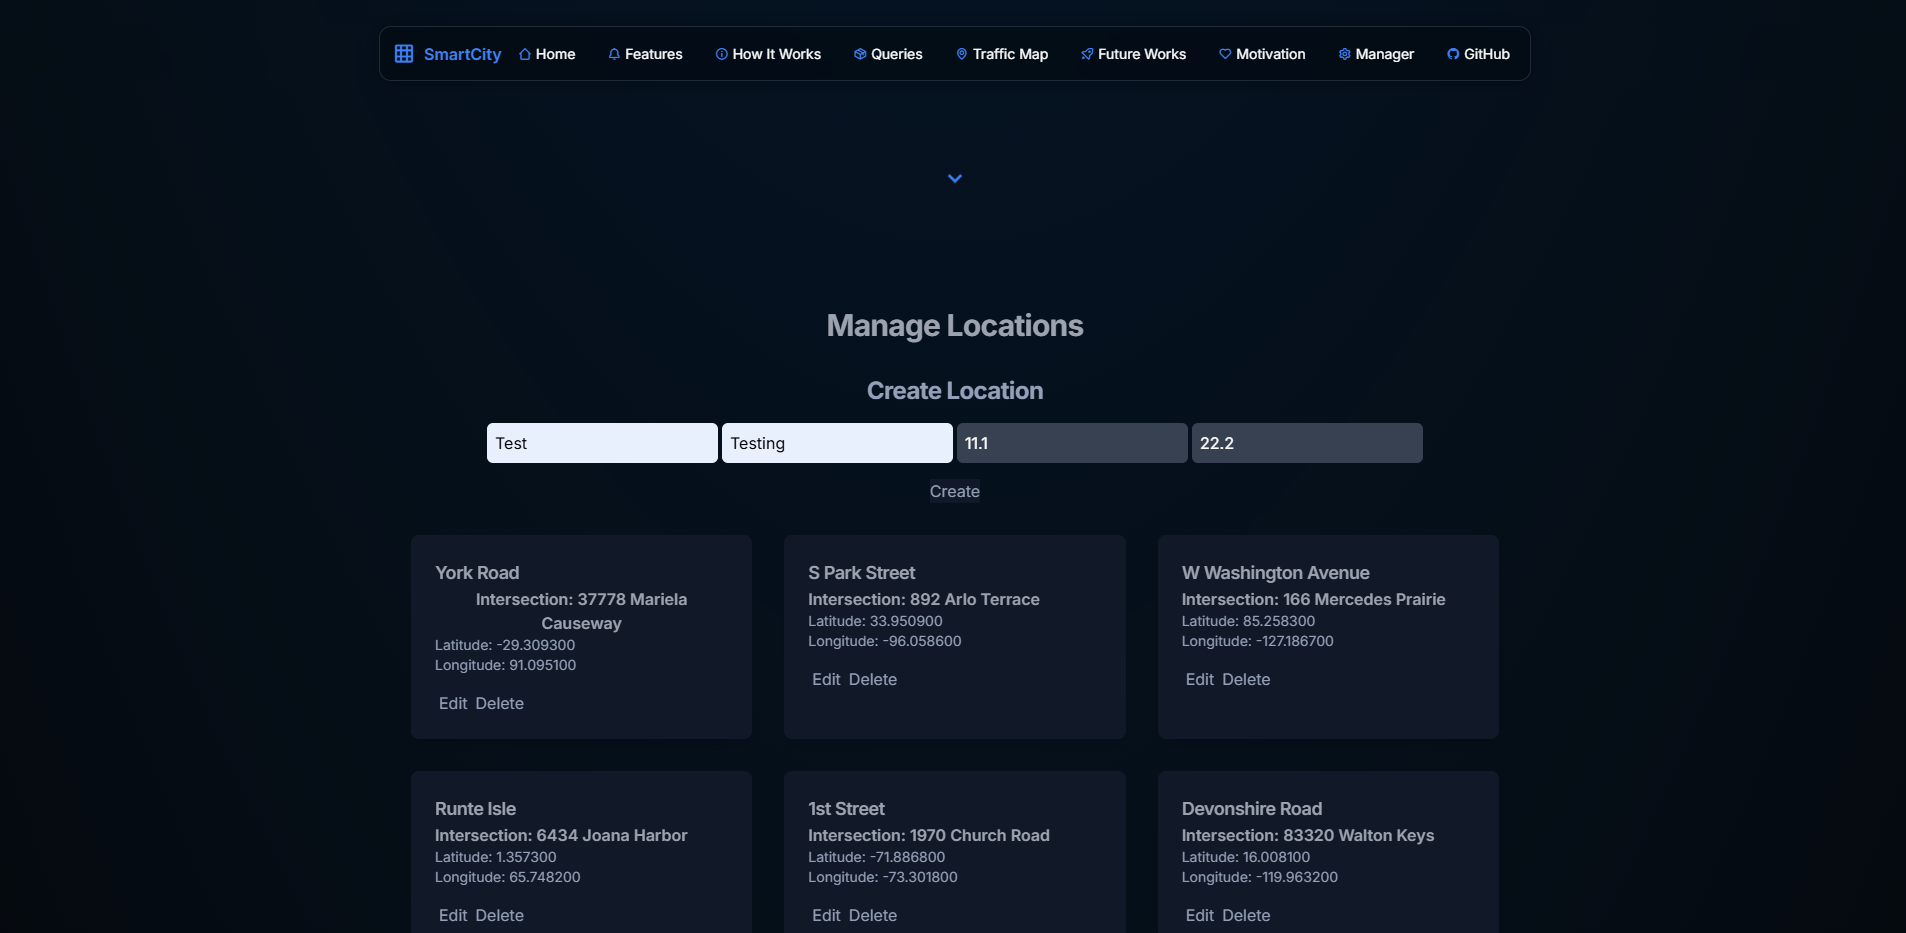 SmartCity Home Features How It Works Queries Traffic Map Future Works Motivation Manager GitHub
Manage Locations
Create Location
Test Testing 11.1 22.2
Create
York Road
Intersection: 37778 Mariela
Causeway
Latitude: -29.309300
Longitude: 91.095100
Edit Delete
S Park Street
Intersection: 892 Arlo Terrace
Latitude: 33.950900
Longitude: -96.058600
Edit Delete
W Washington Avenue
Intersection: 166 Mercedes Prairie
Latitude: 85.258300
Longitude: -127.186700
Edit Delete
Runte Isle
Intersection: 6434 Joana Harbor
Latitude: 1.357300
Longitude: 65.748200
Edit Delete
1st Street
Intersection: 1970 Church Road
Latitude: -71.886800
Longitude: -73.301800
Edit Delete
Devonshire Road
Intersection: 83320 Walton Keys
Latitude: 16.008100
Longitude: -119.963200
Edit Delete